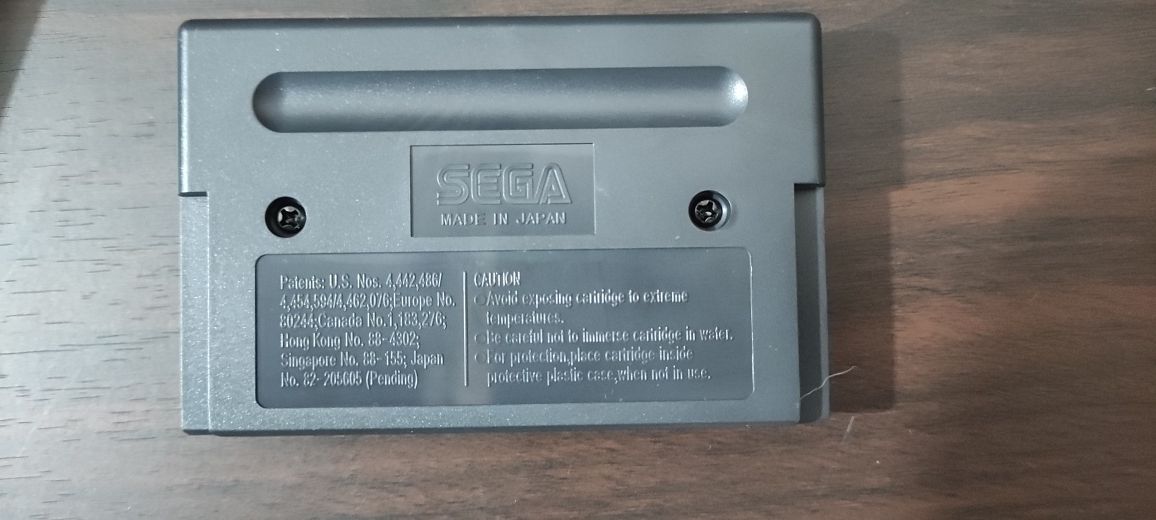 SEGA
MADE IN JAPAN
Patents: U.S. Nos. 4,442,486/
4,454,594/4,462,076;Europe No.
80244;Canada No.1,183,276;
Hong Kong No. 88-4302;
Singapore No. 88-155; Japan
No. 82-205605 (Pending)
CAUTION
●Avoid exposing cartridge to extreme
temperatures.
●Be careful not to immerse cartridge in water.
●For protection,place cartridge inside
protective plastic case,when not in use.